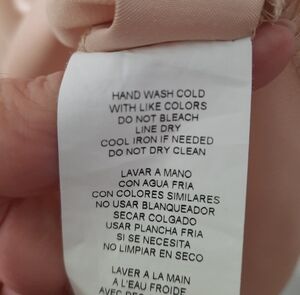 HAND WASH COLD
WITH LIKE COLORS
DO NOT BLEACH
LINE DRY
COOL IRON IF NEEDED
DO NOT DRY CLEAN
LAVAR A MANO
CON AGUA FRIA
CON COLORES SIMILARES
NO USAR BLANQUEADOR
SECAR COLGADO
USAR PLANCHA FRIA
SI SE NECESITA
NO LIMPIAR EN SECO
LAVER A LA MAIN
A L'EAU FROIDE
AVEC DES